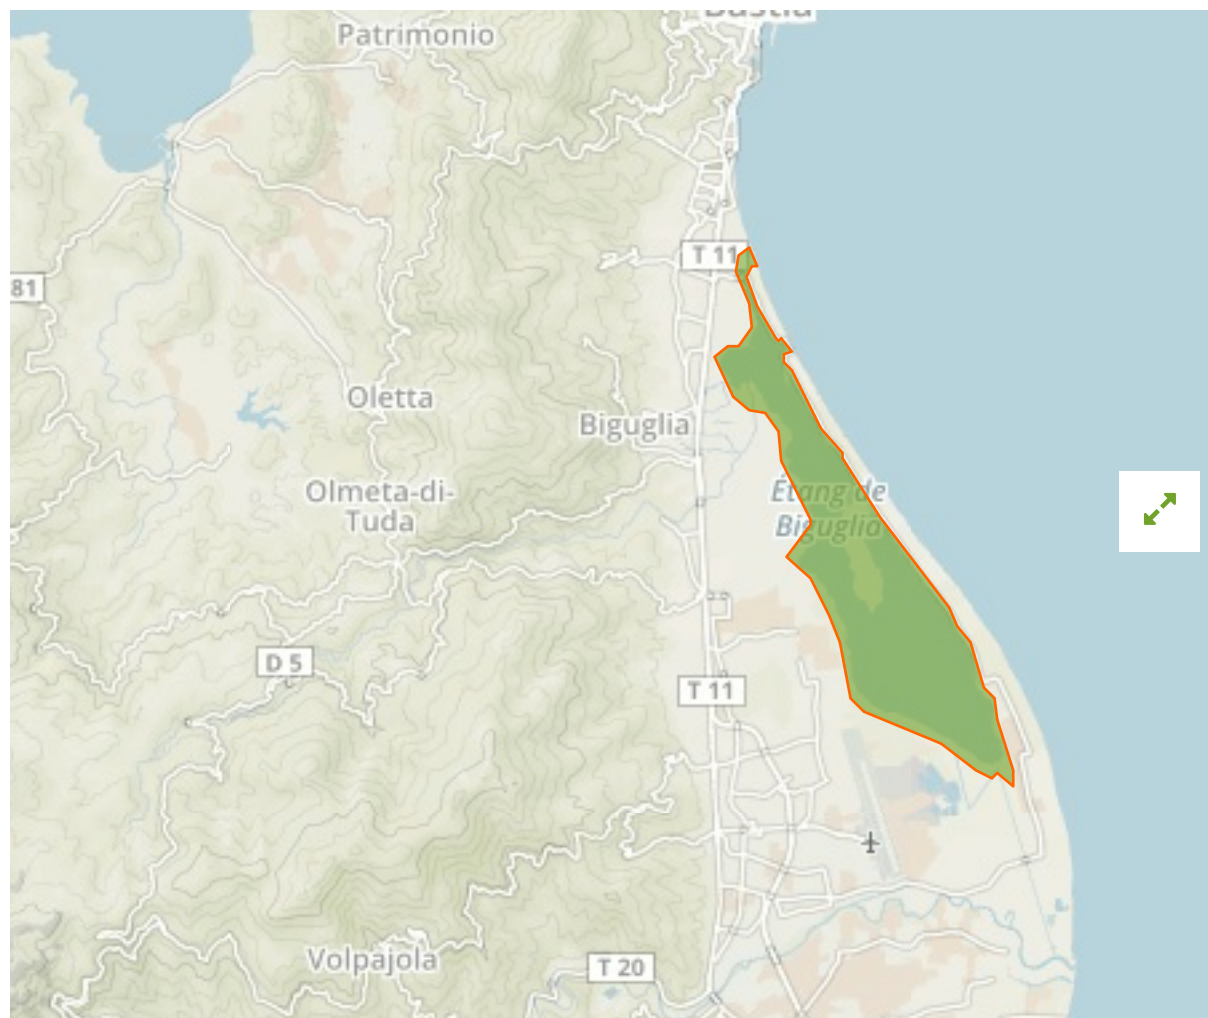 Bastia
Patrimonio
T 11
81
Oletta
Biguglia
Olmeta-di-
Tuda
Étang de
Biguglia
D 5
T 11
Volpajola
T 20